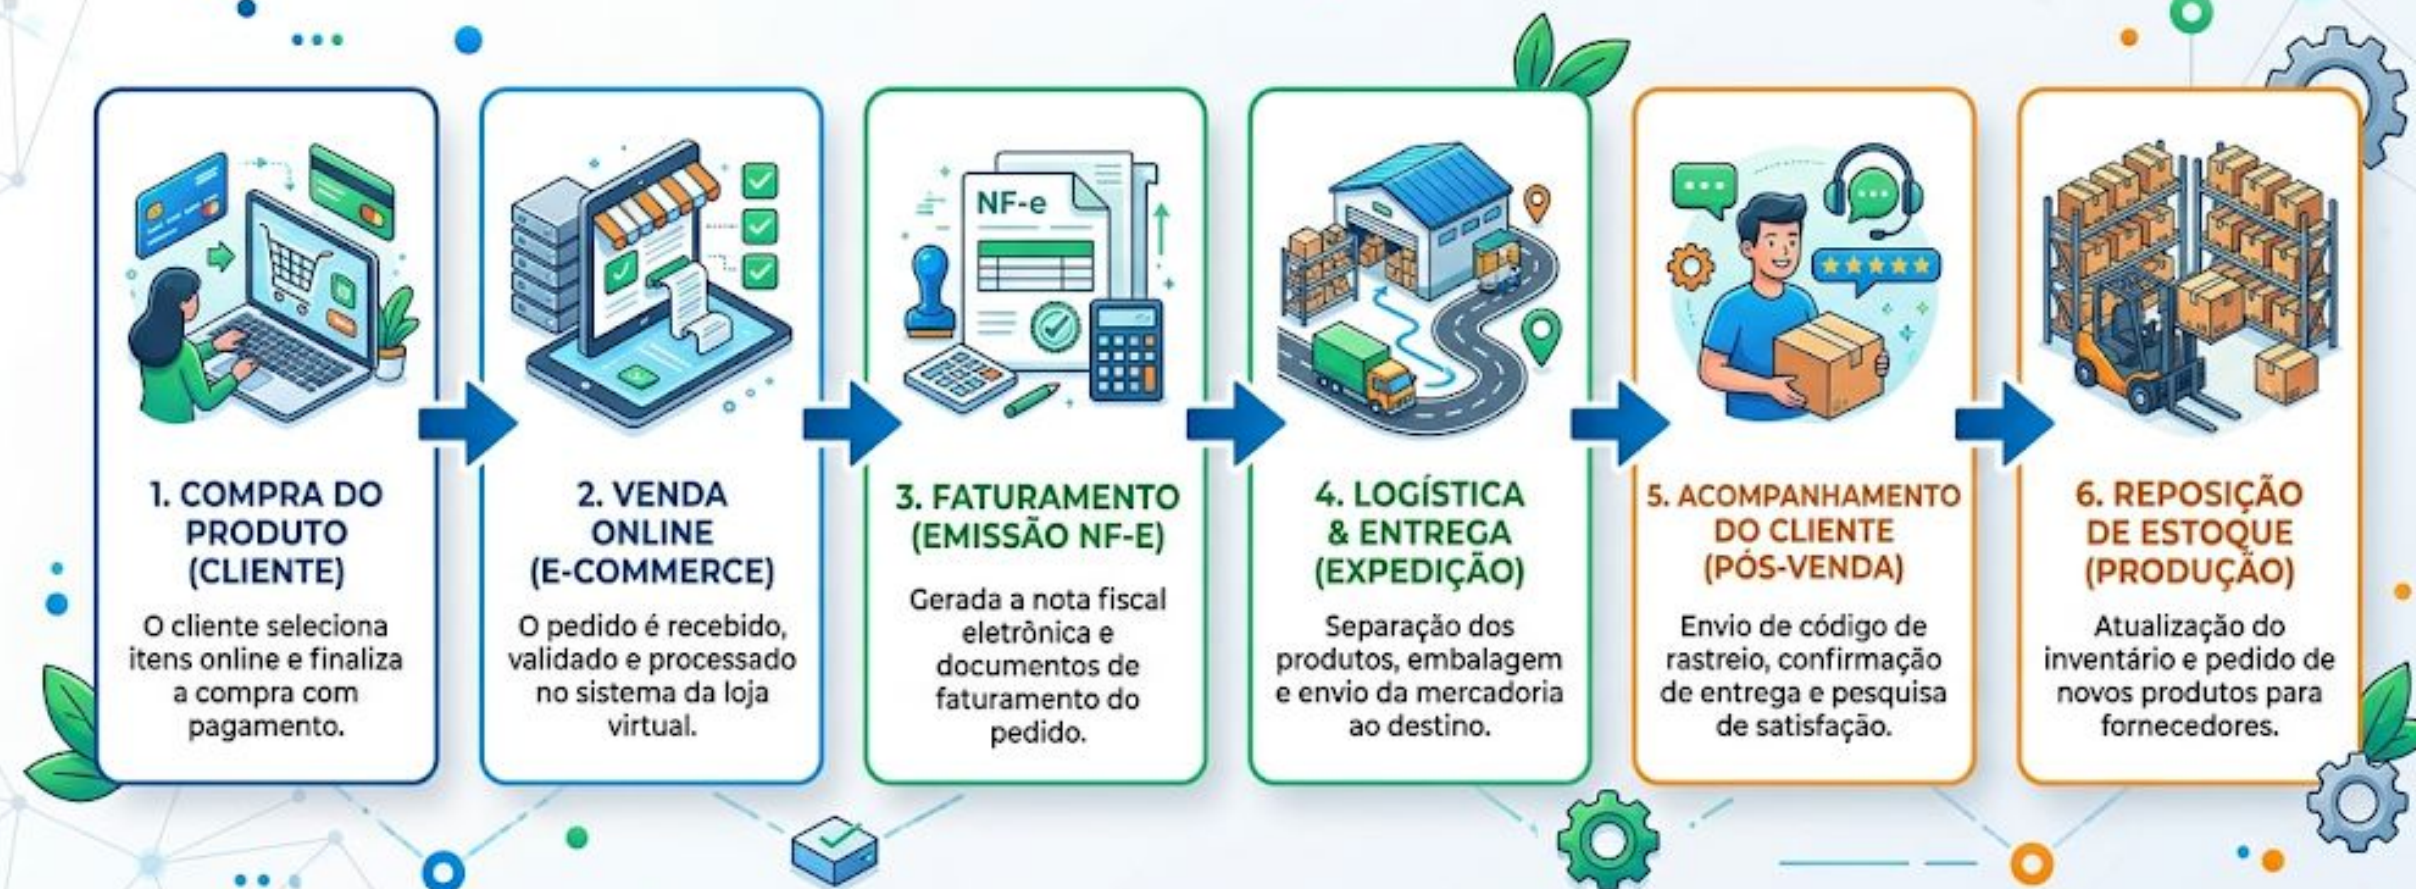 NF-e
1. COMPRA DO
PRODUTO
(CLIENTE)
O cliente seleciona
itens online e finaliza
a compra com
pagamento.
2. VENDA
ONLINE
(E-COMMERCE)
O pedido é recebido,
validado e processado
no sistema da loja
virtual.
3. FATURAMENTO
(EMISSÃO NF-E)
Gerada a nota fiscal
eletrônica e
documentos de
faturamento do
pedido.
4. LOGÍSTICA
& ENTREGA
(EXPEDIÇÃO)
Separação dos
produtos, embalagem
e envio da mercadoria
ao destino.
5. ACOMPANHAMENTO
DO CLIENTE
(PÓS-VENDA)
Envio de código de
rastreio, confirmação
de entrega e pesquisa
de satisfação.
6. REPOSIÇÃO
DE ESTOQUE
(PRODUÇÃO)
Atualização do
inventário e pedido de
novos produtos para
fornecedores.